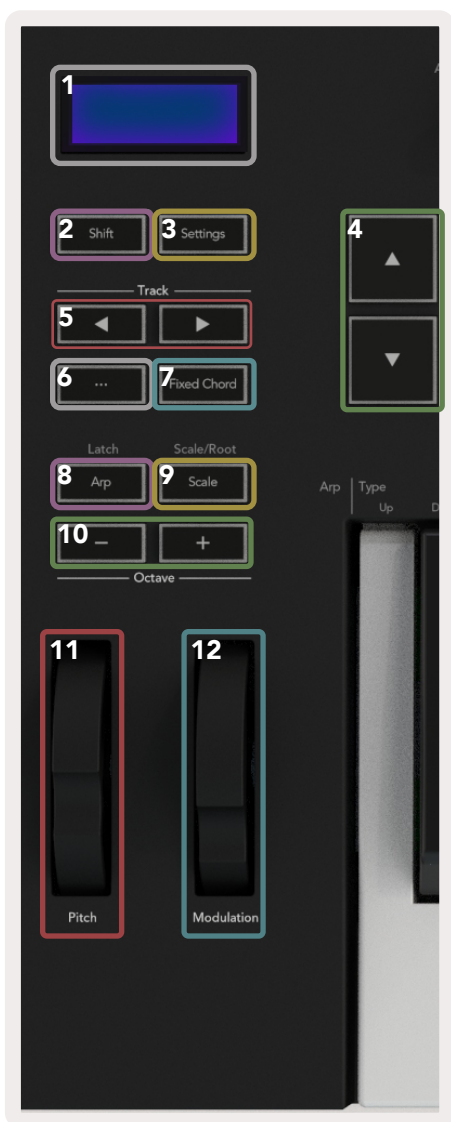 1
A
2 Shift 3 Settings 4
▲
Track
5 ◀ ▶
▼
6 ... 7 Fixed Chord
Latch Scale/Root
8 Arp 9 Scale
Arp Type
Up D
10 − +
Octave
11 12
Pitch Modulation